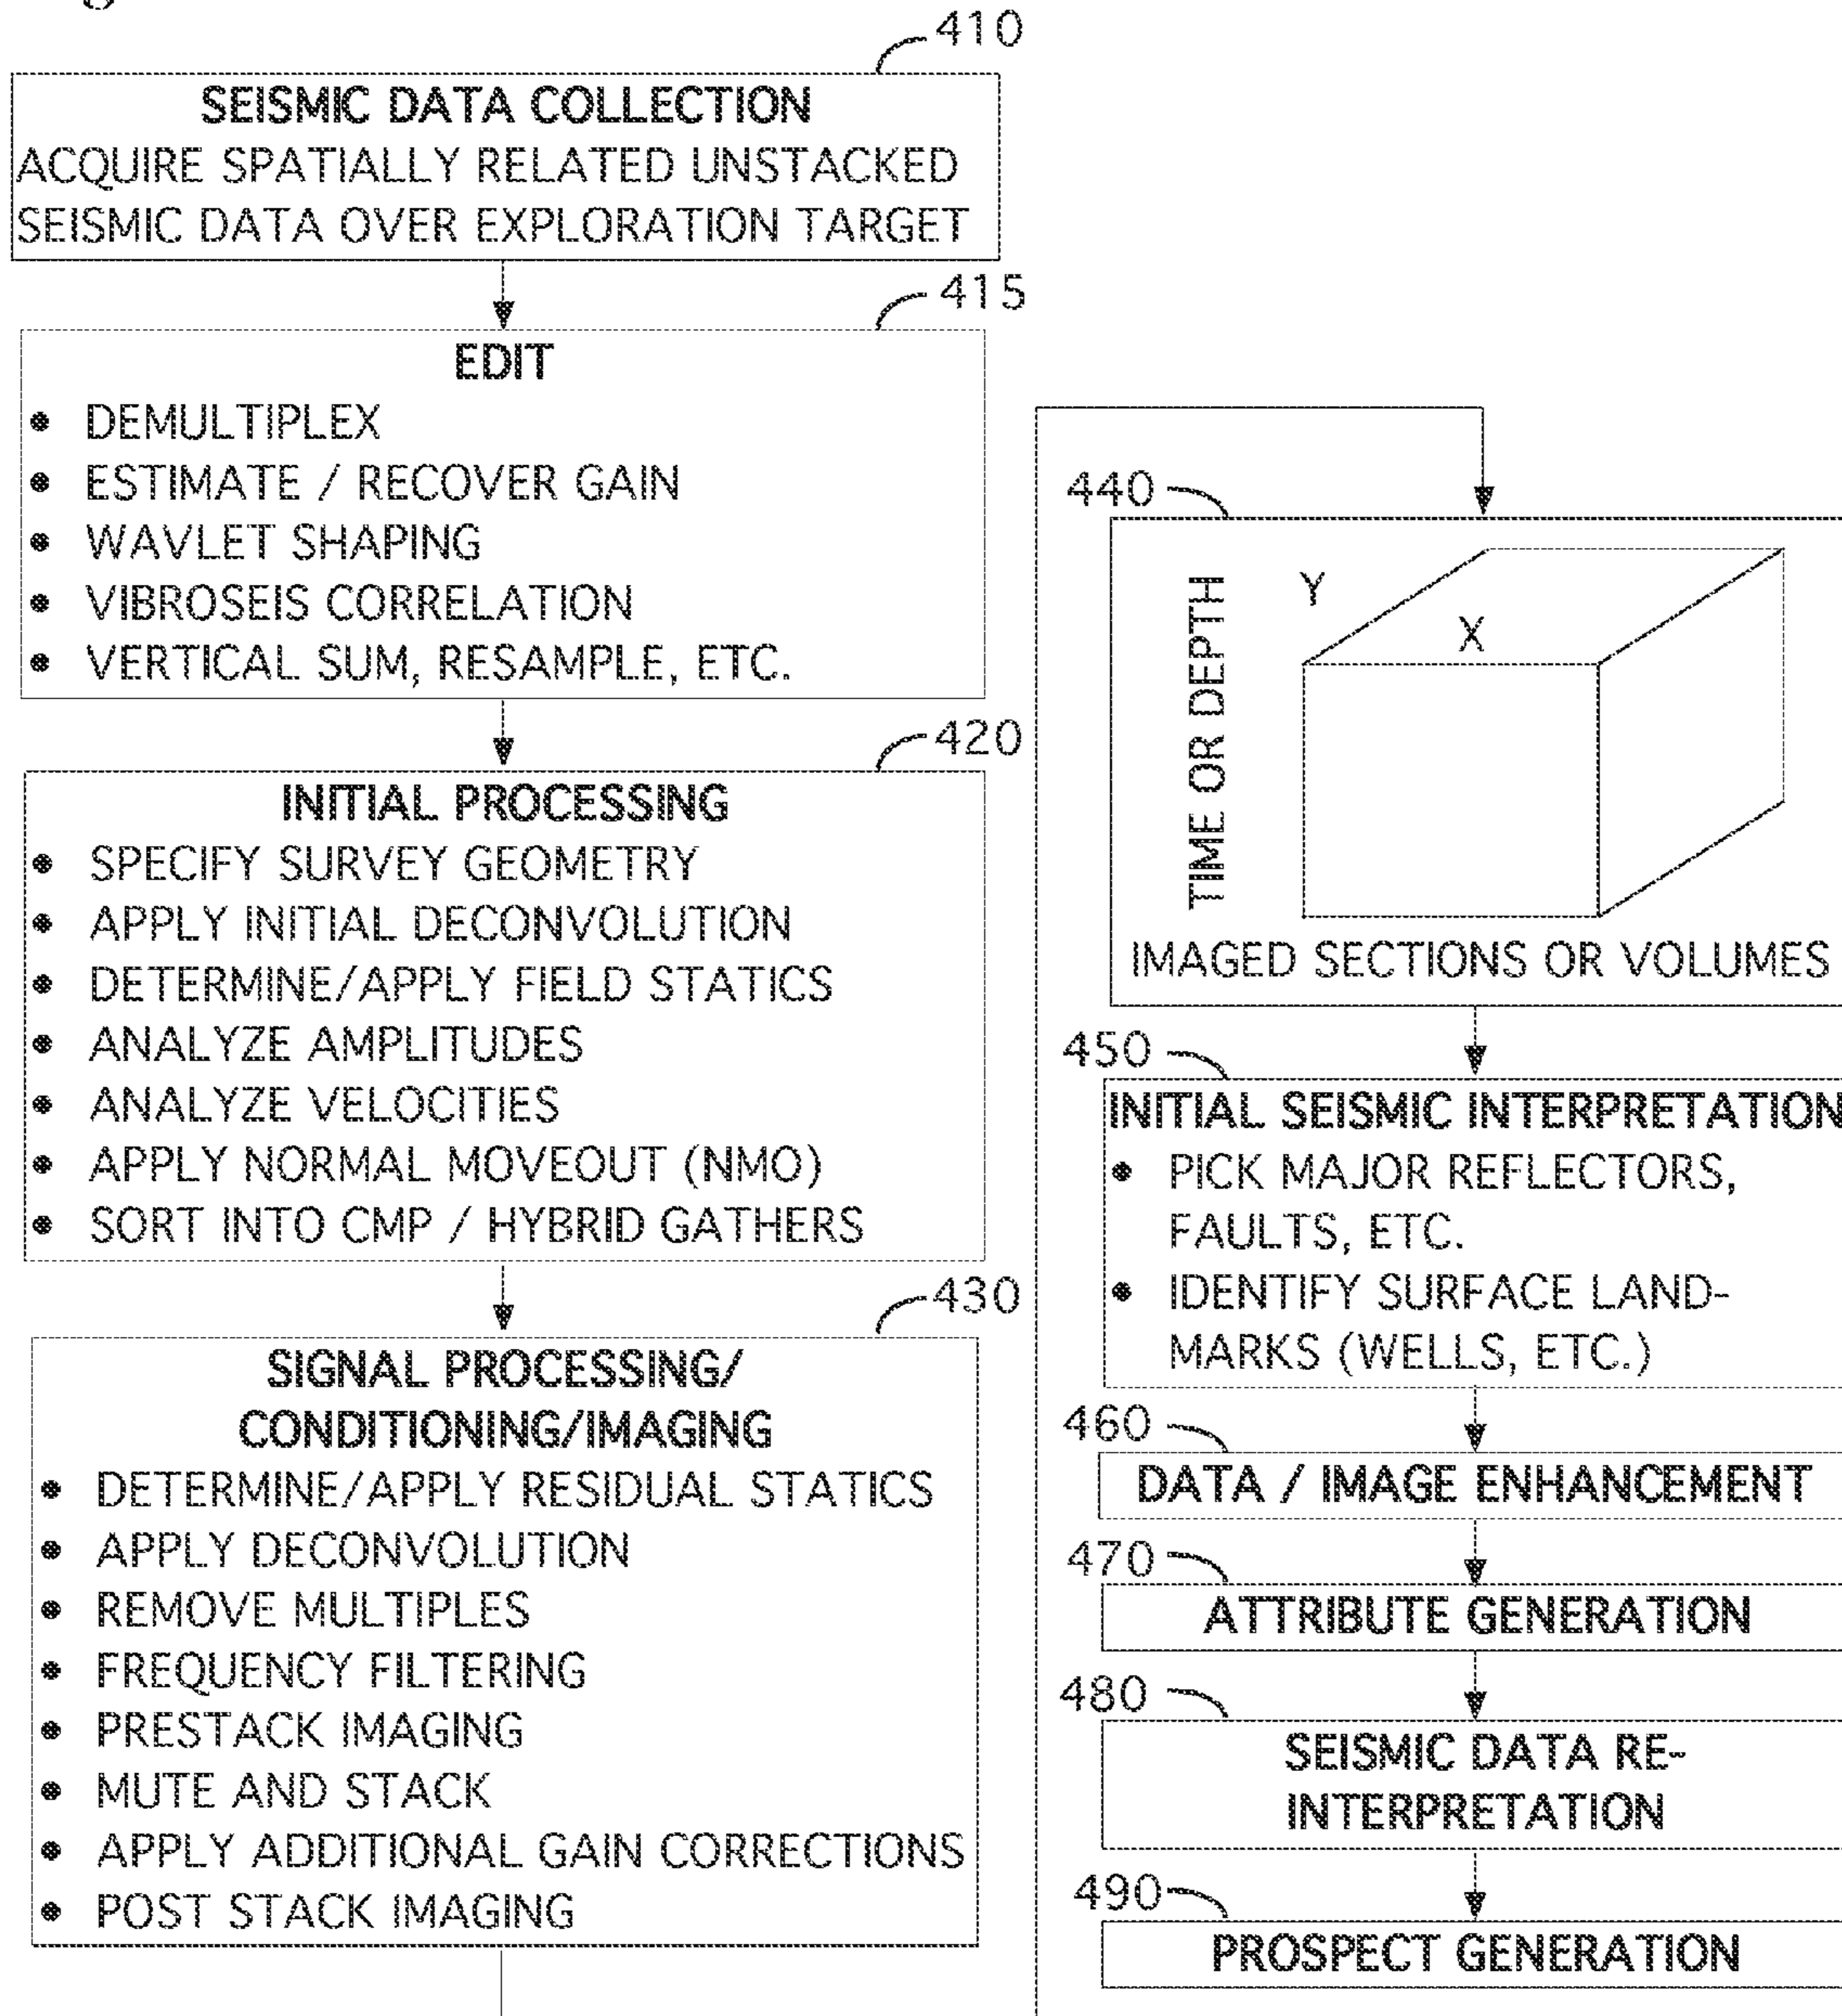 410
SEISMIC DATA COLLECTION
ACQUIRE SPATIALLY RELATED UNSTACKED
SEISMIC DATA OVER EXPLORATION TARGET
415
EDIT
• DEMULTIPLEX
• ESTIMATE / RECOVER GAIN
• WAVLET SHAPING
• VIBROSEIS CORRELATION
• VERTICAL SUM, RESAMPLE, ETC.
420
INITIAL PROCESSING
• SPECIFY SURVEY GEOMETRY
• APPLY INITIAL DECONVOLUTION
• DETERMINE/APPLY FIELD STATICS
• ANALYZE AMPLITUDES
• ANALYZE VELOCITIES
• APPLY NORMAL MOVEOUT (NMO)
• SORT INTO CMP / HYBRID GATHERS
430
SIGNAL PROCESSING/
CONDITIONING/IMAGING
• DETERMINE/APPLY RESIDUAL STATICS
• APPLY DECONVOLUTION
• REMOVE MULTIPLES
• FREQUENCY FILTERING
• PRESTACK IMAGING
• MUTE AND STACK
• APPLY ADDITIONAL GAIN CORRECTIONS
• POST STACK IMAGING
440
TIME OR DEPTH
Y
X
IMAGED SECTIONS OR VOLUMES
450
INITIAL SEISMIC INTERPRETATION
• PICK MAJOR REFLECTORS,
FAULTS, ETC.
• IDENTIFY SURFACE LAND-
MARKS (WELLS, ETC.)
460
DATA / IMAGE ENHANCEMENT
470
ATTRIBUTE GENERATION
480
SEISMIC DATA RE-
INTERPRETATION
490
PROSPECT GENERATION